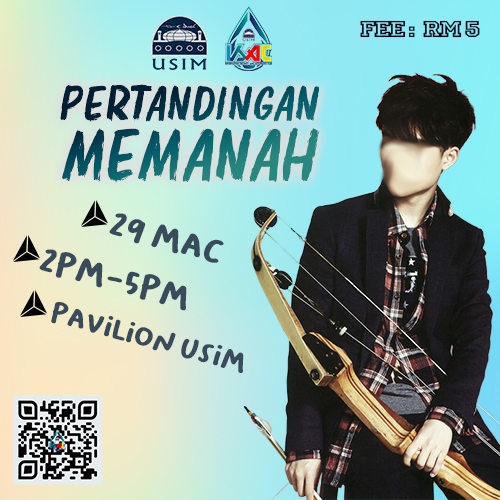 USIM
FEE: RM 5
PERTANDINGAN
MEMANAH
29 MAC
2PM-5PM
PAVILION USIM